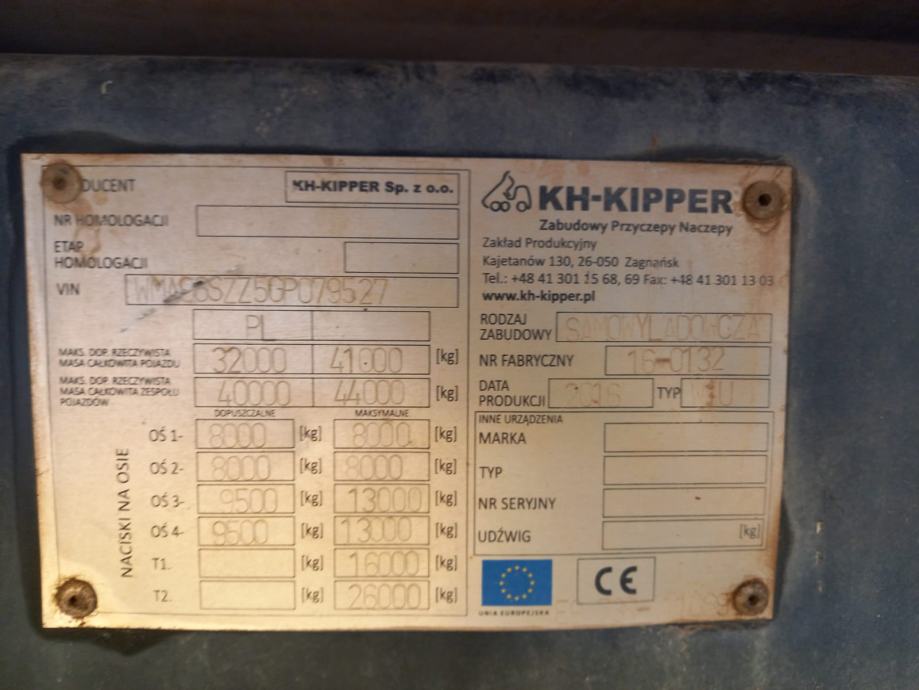 KH-KIPPER Sp. z o.o.
NR HOMOLOGACJI
ETAP
HOMOLOGACJI
VIN
PL
MAKS. DOP. RZECZYWISTA
MASA CAŁKOWITA POJAZDU 32000 41000 [kg]
MAKS. DOP. RZECZYWISTA
MASA CAŁKOWITA ZESPOŁU
POJAZDÓW 40000 44000 [kg]
DOPUSZCZALNE MAKSYMALNE
NACISKI NA OSIE
OŚ 1- 8000 [kg] 8000 [kg]
OŚ 2- 8000 [kg] 8000 [kg]
OŚ 3- 9500 [kg] 13000 [kg]
OŚ 4- 9500 [kg] 13000 [kg]
T1. [kg] 16000 [kg]
T2. [kg] 26000 [kg]
KH-KIPPER
Zabudowy Przyczepy Naczepy
Zakład Produkcyjny
Kajetanów 130, 26-050 Zagnańsk
Tel.: +48 41 301 15 68, 69 Fax: +48 41 301 13 03
www.kh-kipper.pl
RODZAJ
ZABUDOWY SAMOWYŁADOWCZA
NR FABRYCZNY 16-0132
DATA
PRODUKCJI 2016 TYP
INNE URZĄDZENIA
MARKA
TYP
NR SERYJNY
UDŹWIG [kg]
UNIA EUROPEJSKA
CE